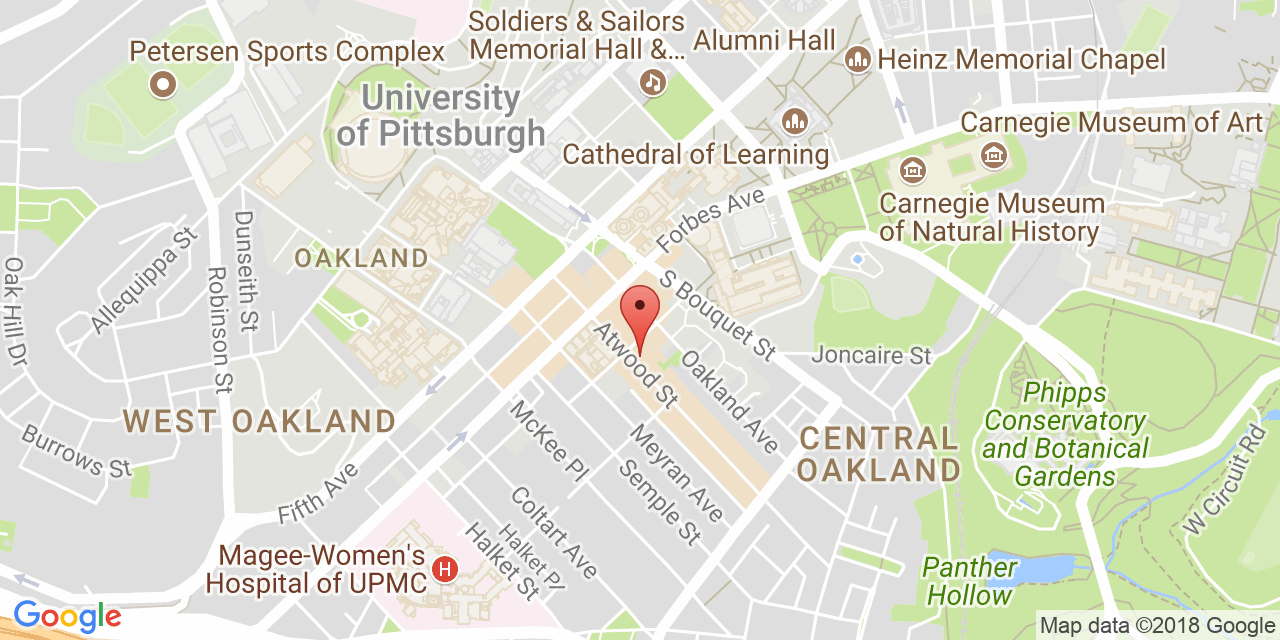 Soldiers & Sailors
Memorial Hall &...
Alumni Hall
Petersen Sports Complex
Heinz Memorial Chapel
University
of Pittsburgh
Carnegie Museum of Art
Cathedral of Learning
Forbes Ave
Carnegie Museum
of Natural History
Allequippa St
Dunseith St
OAKLAND
Oak Hill Dr
Robinson St
S Bouquet St
Atwood St
Joncaire St
Oakland Ave
Phipps
Conservatory
and Botanical
Gardens
WEST OAKLAND
McKee Pl
CENTRAL
OAKLAND
Burrows St
Meyran Ave
W Circuit Rd
Semple St
Fifth Ave
Coltart Ave
Halket Pl
Halket St
Magee-Women's
Hospital of UPMC
H
Panther
Hollow
Google
Map data ©2018 Google